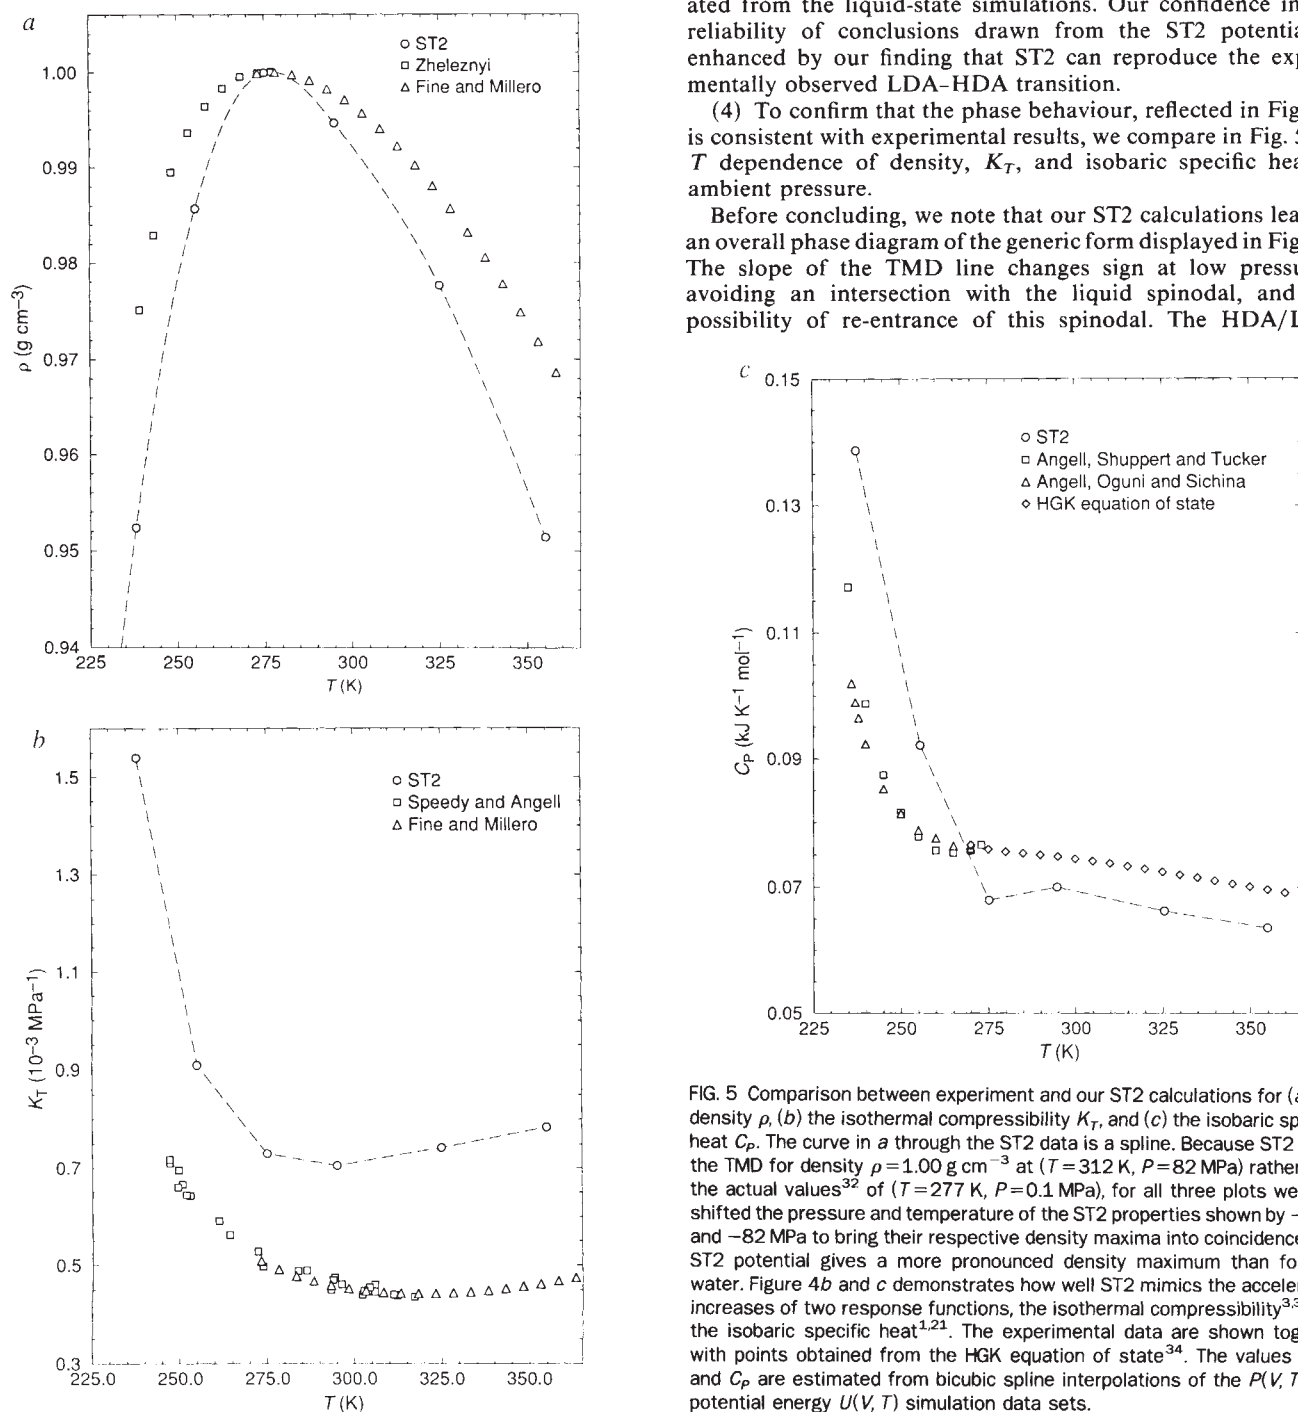 a
ST2
Zheleznyi
Fine and Millero
1.00
0.99
0.98
0.97
0.96
0.95
0.94
ρ (g cm⁻³)
225 250 275 300 325 350
T (K)
ated from the liquid-state simulations. Our confidence in
reliability of conclusions drawn from the ST2 potential
enhanced by our finding that ST2 can reproduce the exp
mentally observed LDA–HDA transition.
(4) To confirm that the phase behaviour, reflected in Fig
is consistent with experimental results, we compare in Fig. 5
T dependence of density, K_T, and isobaric specific hea
ambient pressure.
Before concluding, we note that our ST2 calculations lea
an overall phase diagram of the generic form displayed in Fig
The slope of the TMD line changes sign at low pressu
avoiding an intersection with the liquid spinodal, and
possibility of re-entrance of this spinodal. The HDA/L
b
ST2
Speedy and Angell
Fine and Millero
1.5
1.3
1.1
0.9
0.7
0.5
0.3
K_T (10⁻³ MPa⁻¹)
225.0 250.0 275.0 300.0 325.0 350.0
T (K)
c
ST2
Angell, Shuppert and Tucker
Angell, Oguni and Sichina
HGK equation of state
0.15
0.13
0.11
0.09
0.07
0.05
C_P (kJ K⁻¹ mol⁻¹)
225 250 275 300 325 350
T (K)
FIG. 5 Comparison between experiment and our ST2 calculations for (a
density ρ, (b) the isothermal compressibility K_T, and (c) the isobaric sp
heat C_P. The curve in a through the ST2 data is a spline. Because ST2
the TMD for density ρ=1.00 g cm⁻³ at (T=312 K, P=82 MPa) rather
the actual values³² of (T=277 K, P=0.1 MPa), for all three plots we
shifted the pressure and temperature of the ST2 properties shown by −
and −82 MPa to bring their respective density maxima into coincidence
ST2 potential gives a more pronounced density maximum than fo
water. Figure 4b and c demonstrates how well ST2 mimics the acceler
increases of two response functions, the isothermal compressibility³,³
the isobaric specific heat¹,²¹. The experimental data are shown tog
with points obtained from the HGK equation of state³⁴. The values
and C_P are estimated from bicubic spline interpolations of the P(V, T
potential energy U(V, T) simulation data sets.